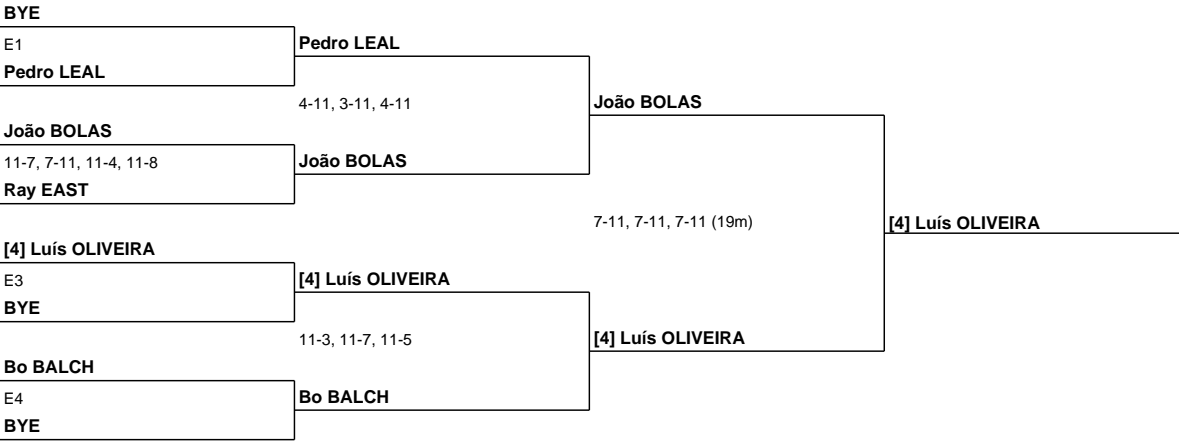 BYE
E1
Pedro LEAL
Pedro LEAL
4-11, 3-11, 4-11
João BOLAS
João BOLAS
11-7, 7-11, 11-4, 11-8
João BOLAS
Ray EAST
7-11, 7-11, 7-11 (19m)
[4] Luís OLIVEIRA
[4] Luís OLIVEIRA
E3
[4] Luís OLIVEIRA
BYE
11-3, 11-7, 11-5
[4] Luís OLIVEIRA
Bo BALCH
E4
Bo BALCH
BYE